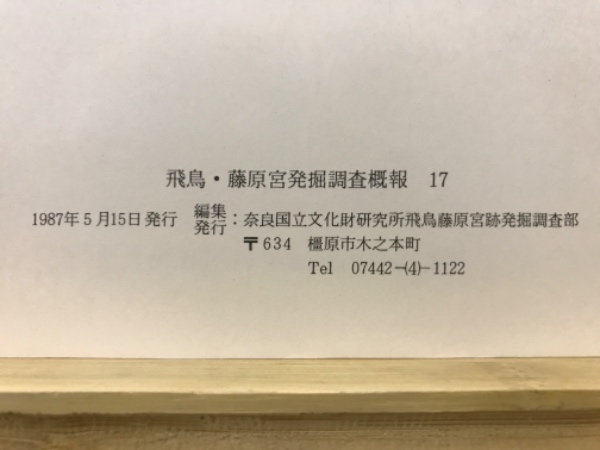 飛鳥・藤原宮発掘調査概報 17
1987年5月15日発行 編集発行：奈良国立文化財研究所飛鳥藤原宮跡発掘調査部
〒634 橿原市木之本町
Tel 07442-(4)-1122